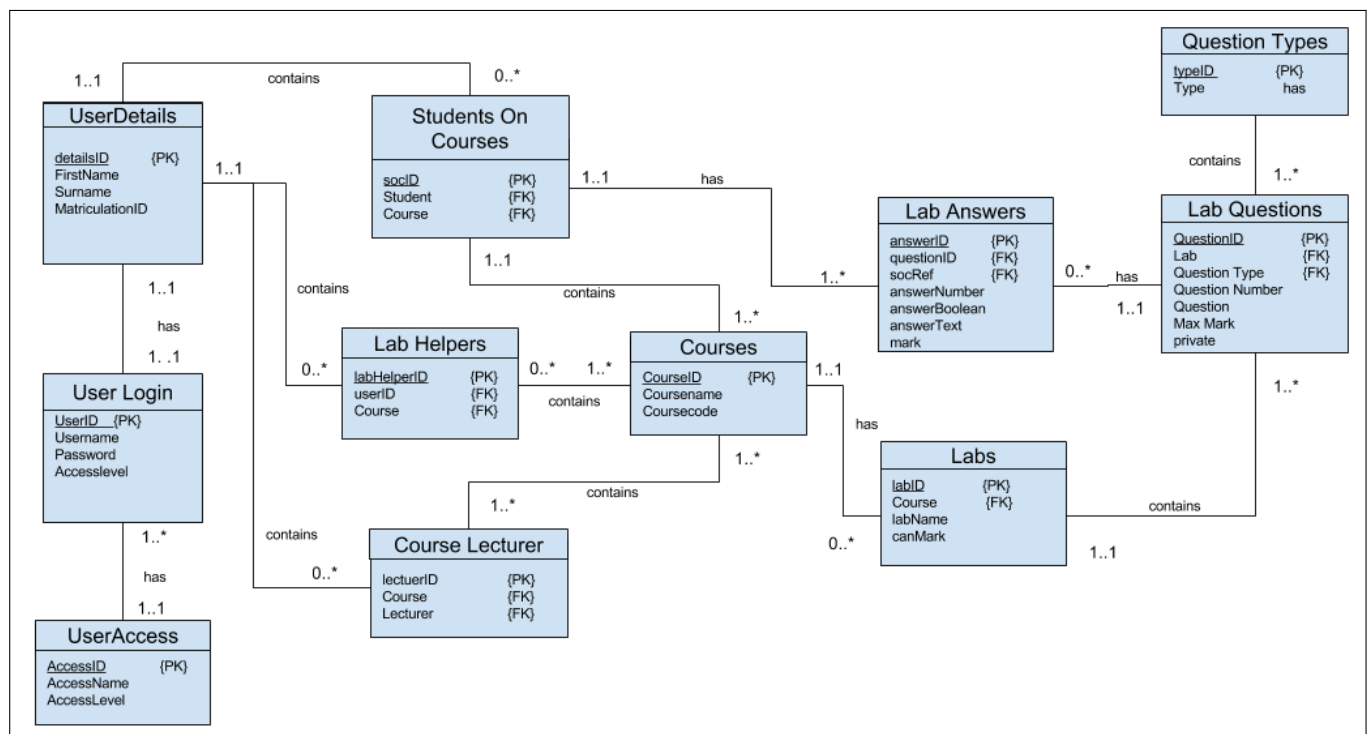 Question Types
typeID {PK}
Type has
contains
1..*
1..1
contains
0..*
UserDetails
detailsID {PK}
FirstName
Surname
MatriculationID
1..1
Students On
Courses
socID {PK}
Student {FK}
Course {FK}
1..1
has
1..*
Lab Answers
answerID {PK}
questionID {FK}
socRef {FK}
answerNumber
answerBoolean
answerText
mark
0..*
has
1..1
Lab Questions
QuestionID {PK}
Lab {FK}
Question Type {FK}
Question Number
Question
Max Mark
private
1..*
1..1
has
1. .1
contains
0..*
1..1
contains
1..*
Lab Helpers
labHelperID {PK}
userID {FK}
Course {FK}
0..*
contains
1..*
Courses
CourseID {PK}
Coursename
Coursecode
1..1
has
0..*
User Login
UserID {PK}
Username
Password
Accesslevel
1..*
contains
1..*
Labs
labID {PK}
Course {FK}
labName
canMark
contains
1..1
1..*
has
1..1
contains
0..*
Course Lecturer
lectuerID {PK}
Course {FK}
Lecturer {FK}
UserAccess
AccessID {PK}
AccessName
AccessLevel